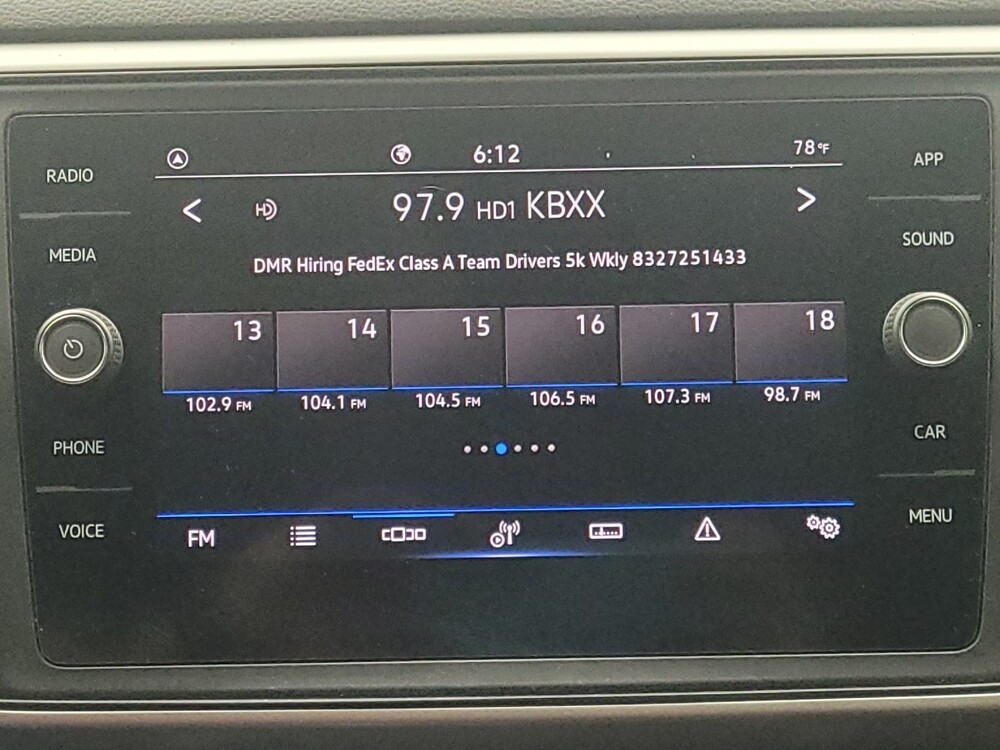 RADIO
MEDIA
PHONE
VOICE
6:12
78°F
HD
97.9 HD1 KBXX
DMR Hiring FedEx Class A Team Drivers 5k Wkly 8327251433
13 14 15 16 17 18
102.9 FM 104.1 FM 104.5 FM 106.5 FM 107.3 FM 98.7 FM
FM
APP
SOUND
CAR
MENU